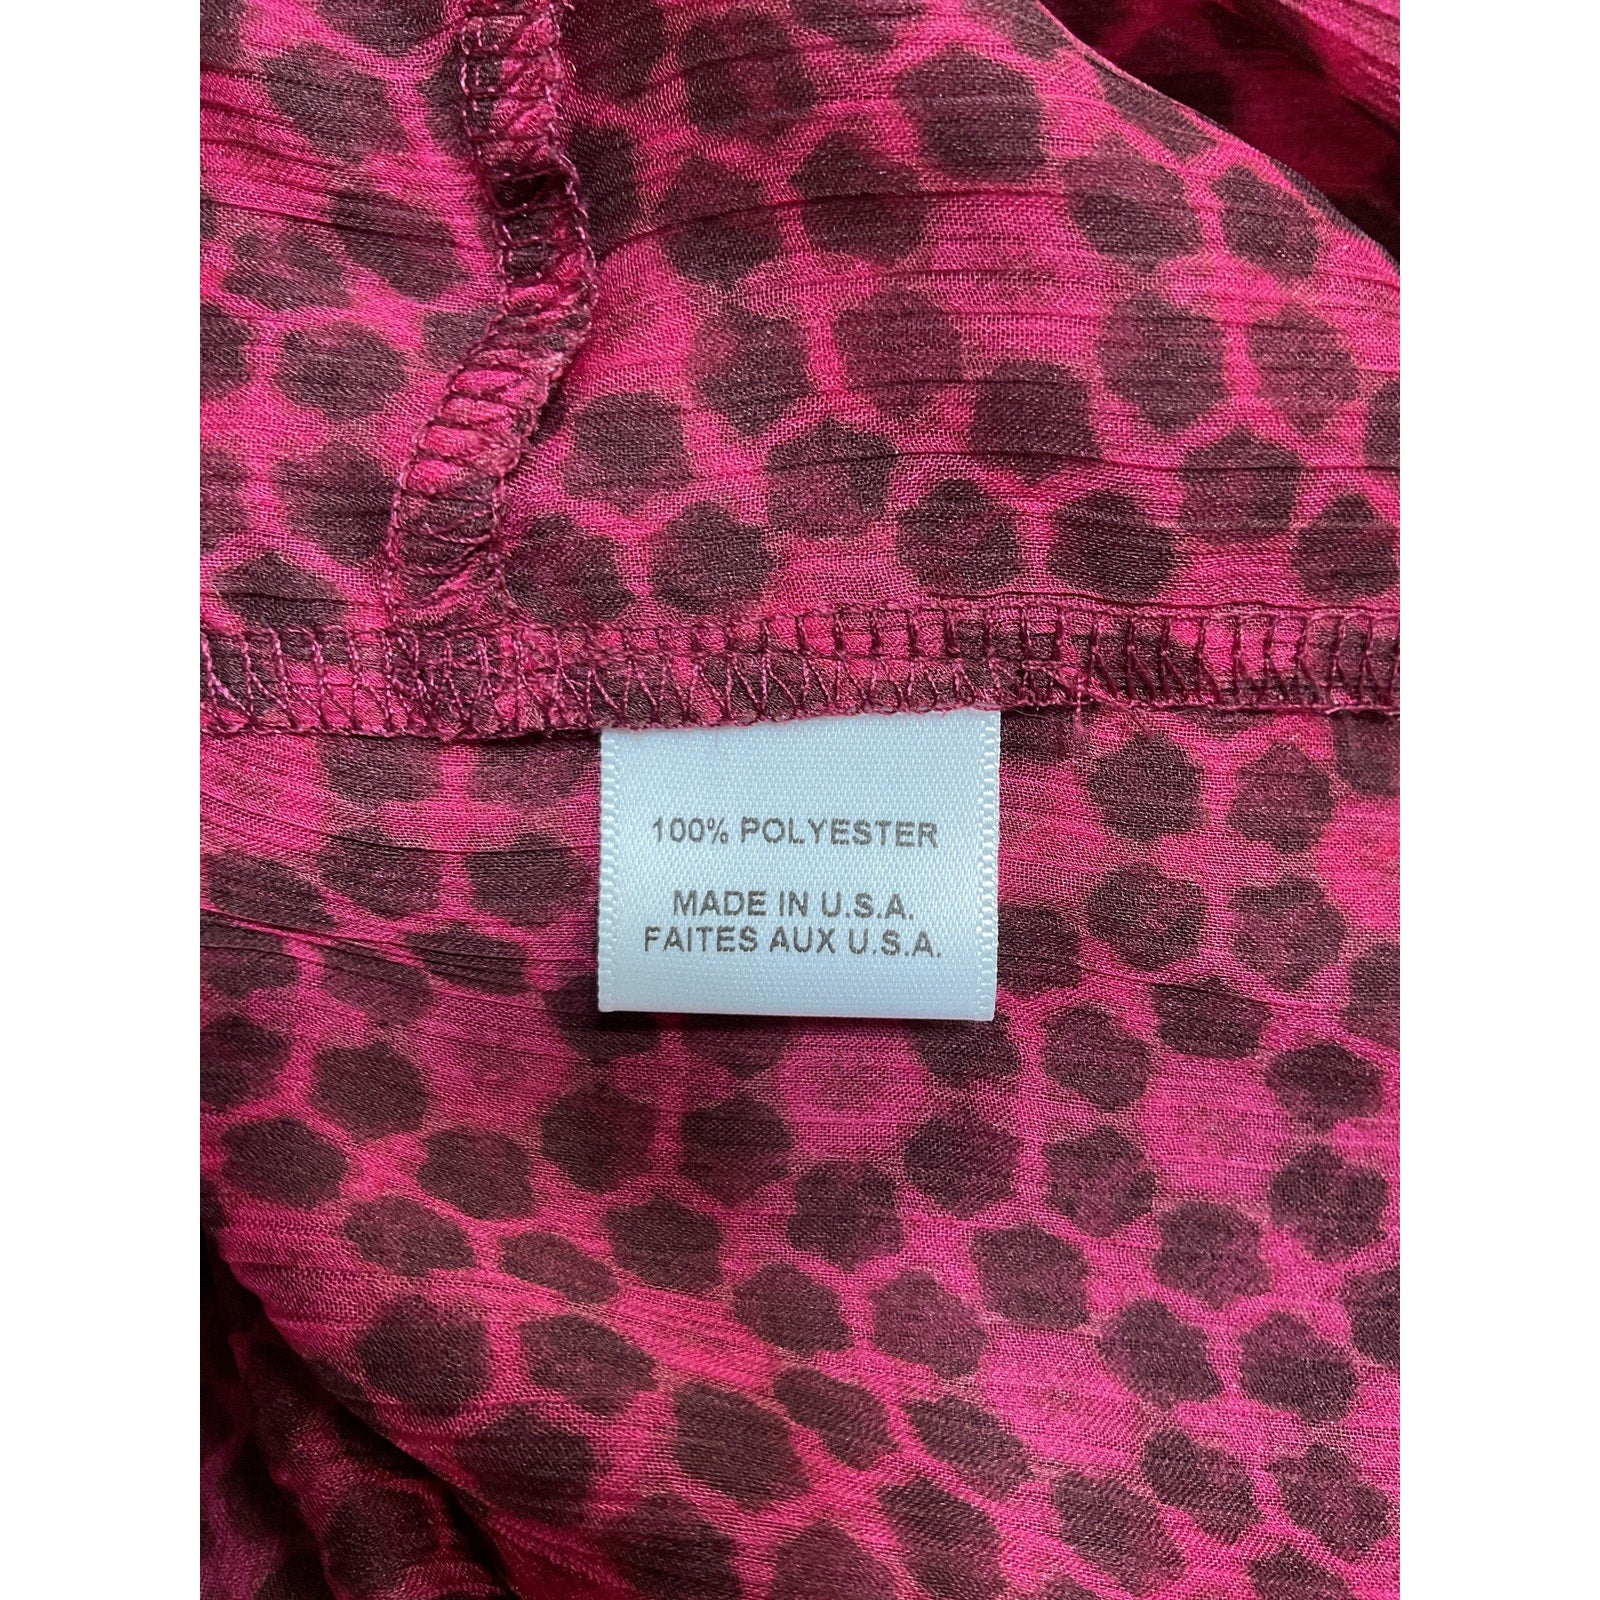 100% POLYESTER
MADE IN U.S.A.
FAITES AUX U.S.A.